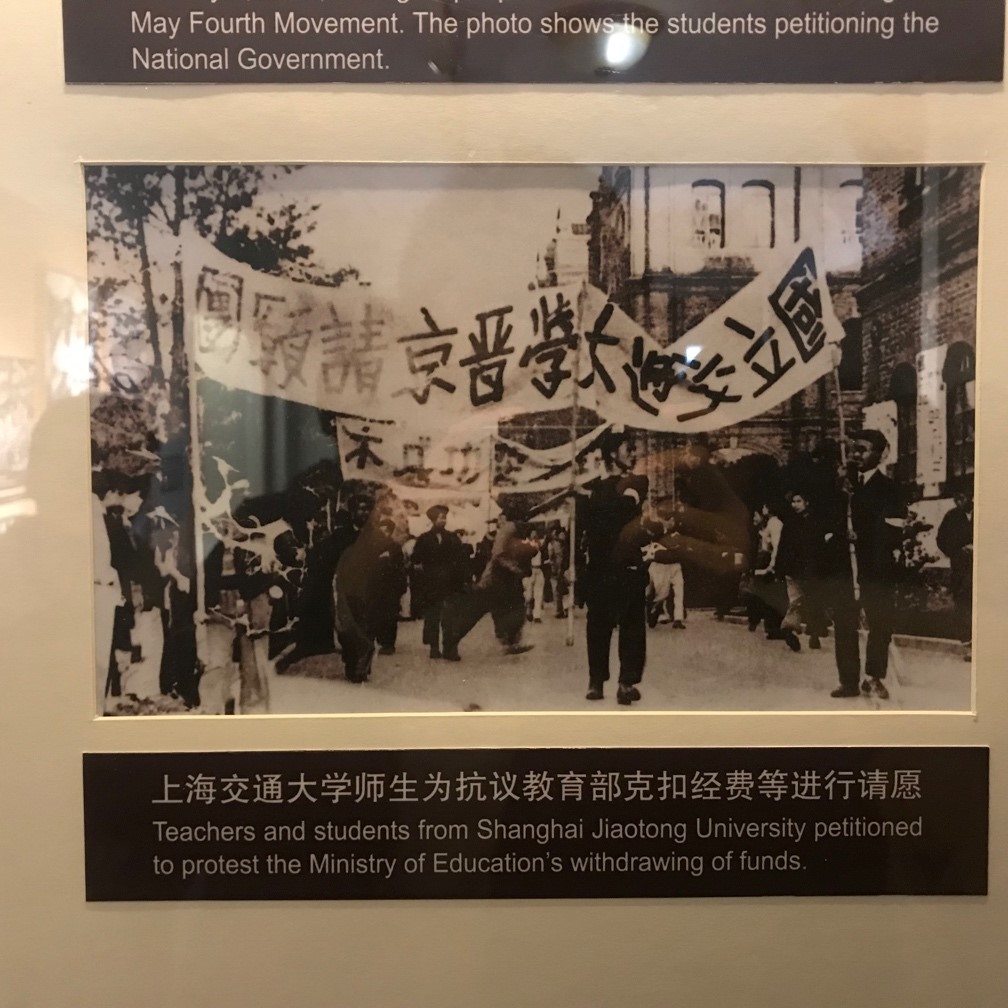 May Fourth Movement. The photo shows the students petitioning the
National Government.
國立交通大學晉京請願團
上海交通大学师生为抗议教育部克扣经费等进行请愿
Teachers and students from Shanghai Jiaotong University petitioned
to protest the Ministry of Education's withdrawing of funds.